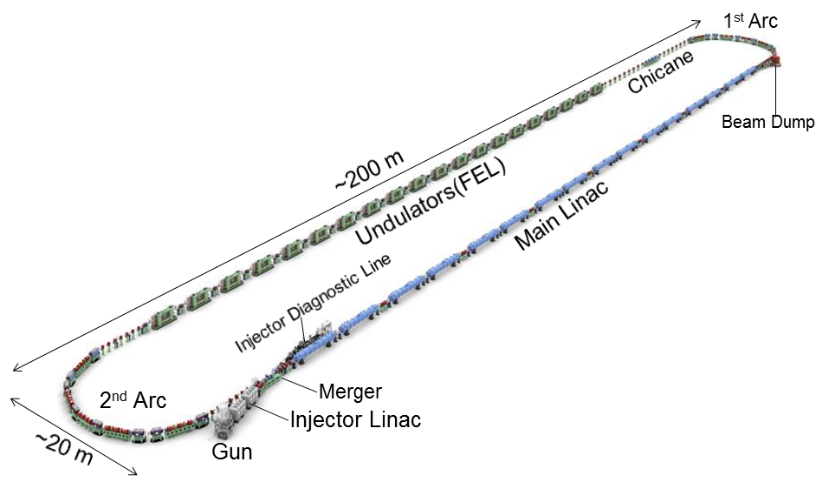 1st Arc
Chicane
Beam Dump
~200 m
Undulators(FEL)
Main Linac
Injector Diagnostic Line
Merger
2nd Arc
Injector Linac
~20 m
Gun